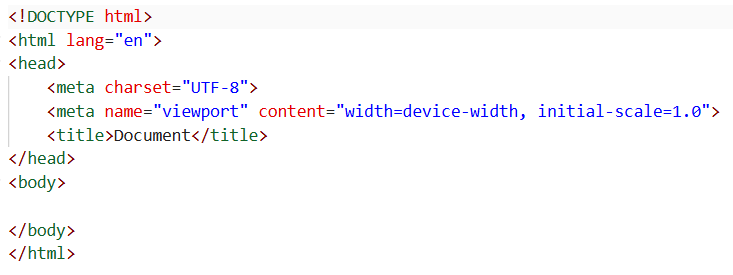 <!DOCTYPE html>
<html lang="en">
<head>
    <meta charset="UTF-8">
    <meta name="viewport" content="width=device-width, initial-scale=1.0">
    <title>Document</title>
</head>
<body>

</body>
</html>